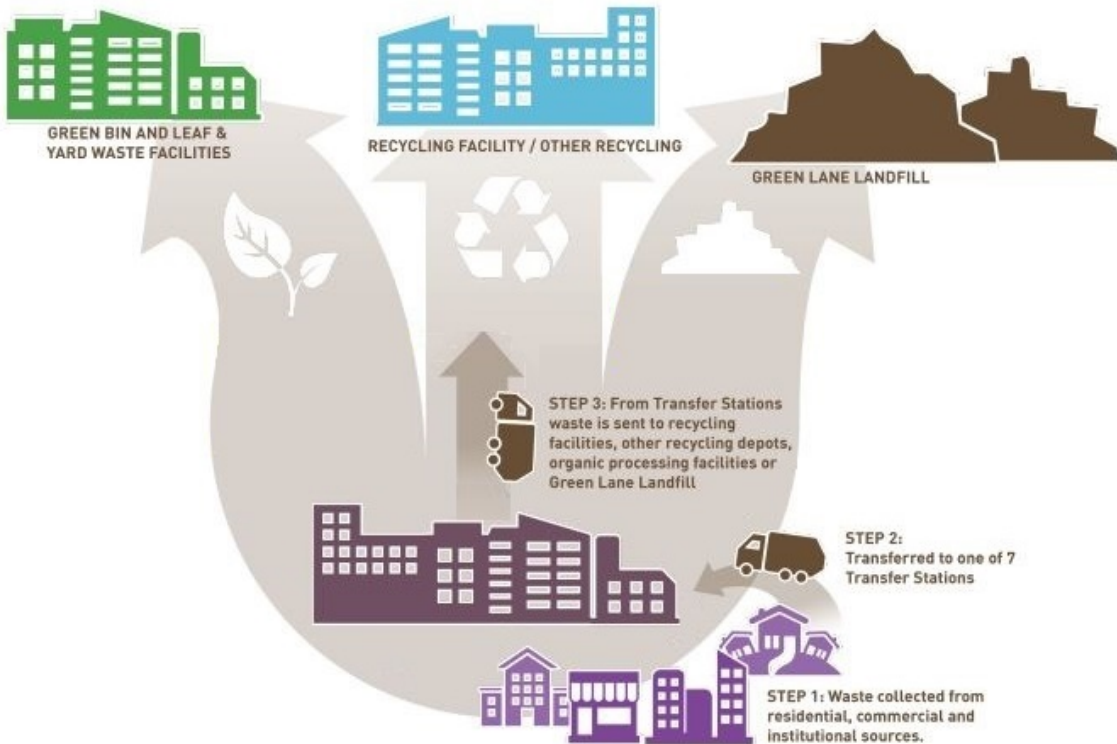 GREEN BIN AND LEAF &
YARD WASTE FACILITIES
RECYCLING FACILITY / OTHER RECYCLING
GREEN LANE LANDFILL
STEP 3: From Transfer Stations
waste is sent to recycling
facilities, other recycling depots,
organic processing facilities or
Green Lane Landfill
STEP 2:
Transferred to one of 7
Transfer Stations
STEP 1: Waste collected from
residential, commercial and
institutional sources.